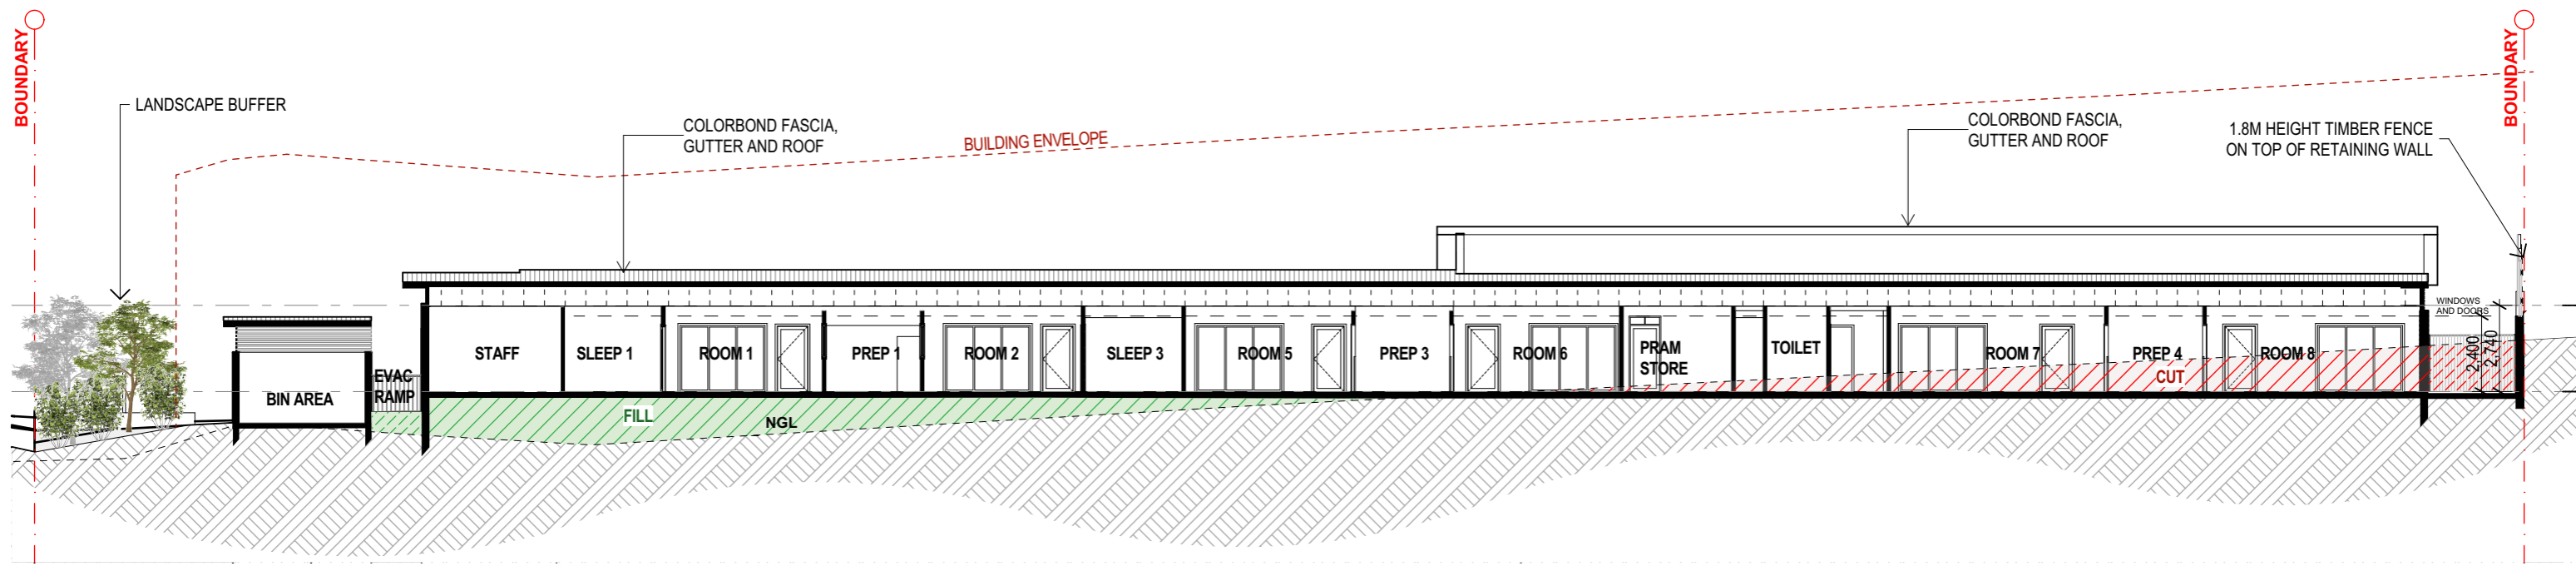 BOUNDARY
LANDSCAPE BUFFER
COLORBOND FASCIA,
GUTTER AND ROOF
BUILDING ENVELOPE
COLORBOND FASCIA,
GUTTER AND ROOF
1.8M HEIGHT TIMBER FENCE
ON TOP OF RETAINING WALL
BOUNDARY
WINDOWS
AND DOORS
2,400
2,740
BIN AREA
EVAC
RAMP
STAFF
SLEEP 1
ROOM 1
PREP 1
ROOM 2
SLEEP 3
ROOM 5
PREP 3
ROOM 6
PRAM
STORE
TOILET
ROOM 7
PREP 4
ROOM 8
CUT
FILL
NGL